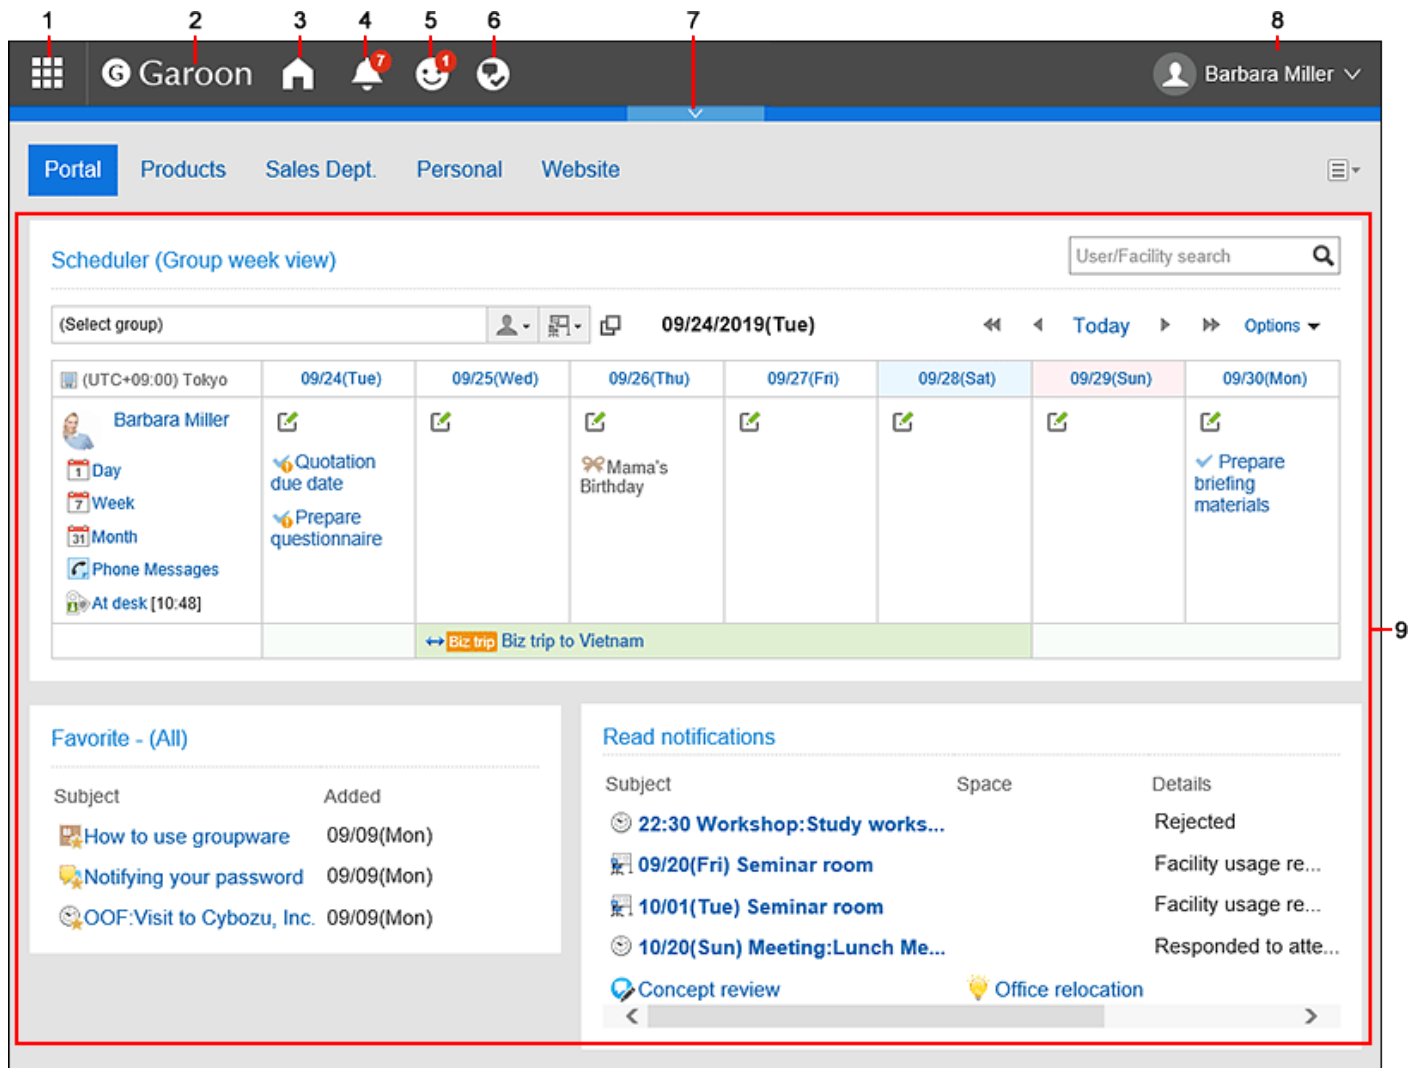 1 2 3 4 5 6 7 8
G Garoon 7 1 Barbara Miller
Portal Products Sales Dept. Personal Website
Scheduler (Group week view) User/Facility search
(Select group) 09/24/2019(Tue) Today Options
(UTC+09:00) Tokyo 09/24(Tue) 09/25(Wed) 09/26(Thu) 09/27(Fri) 09/28(Sat) 09/29(Sun) 09/30(Mon)
Barbara Miller
1 Day
7 Week
31 Month
Phone Messages
At desk [10:48]
Quotation
due date
Prepare
questionnaire
Mama's
Birthday
Prepare
briefing
materials
Biz trip Biz trip to Vietnam
9
Favorite - (All)
Subject Added
How to use groupware 09/09(Mon)
Notifying your password 09/09(Mon)
OOF:Visit to Cybozu, Inc. 09/09(Mon)
Read notifications
Subject Space Details
22:30 Workshop:Study works... Rejected
09/20(Fri) Seminar room Facility usage re...
10/01(Tue) Seminar room Facility usage re...
10/20(Sun) Meeting:Lunch Me... Responded to atte...
Concept review Office relocation